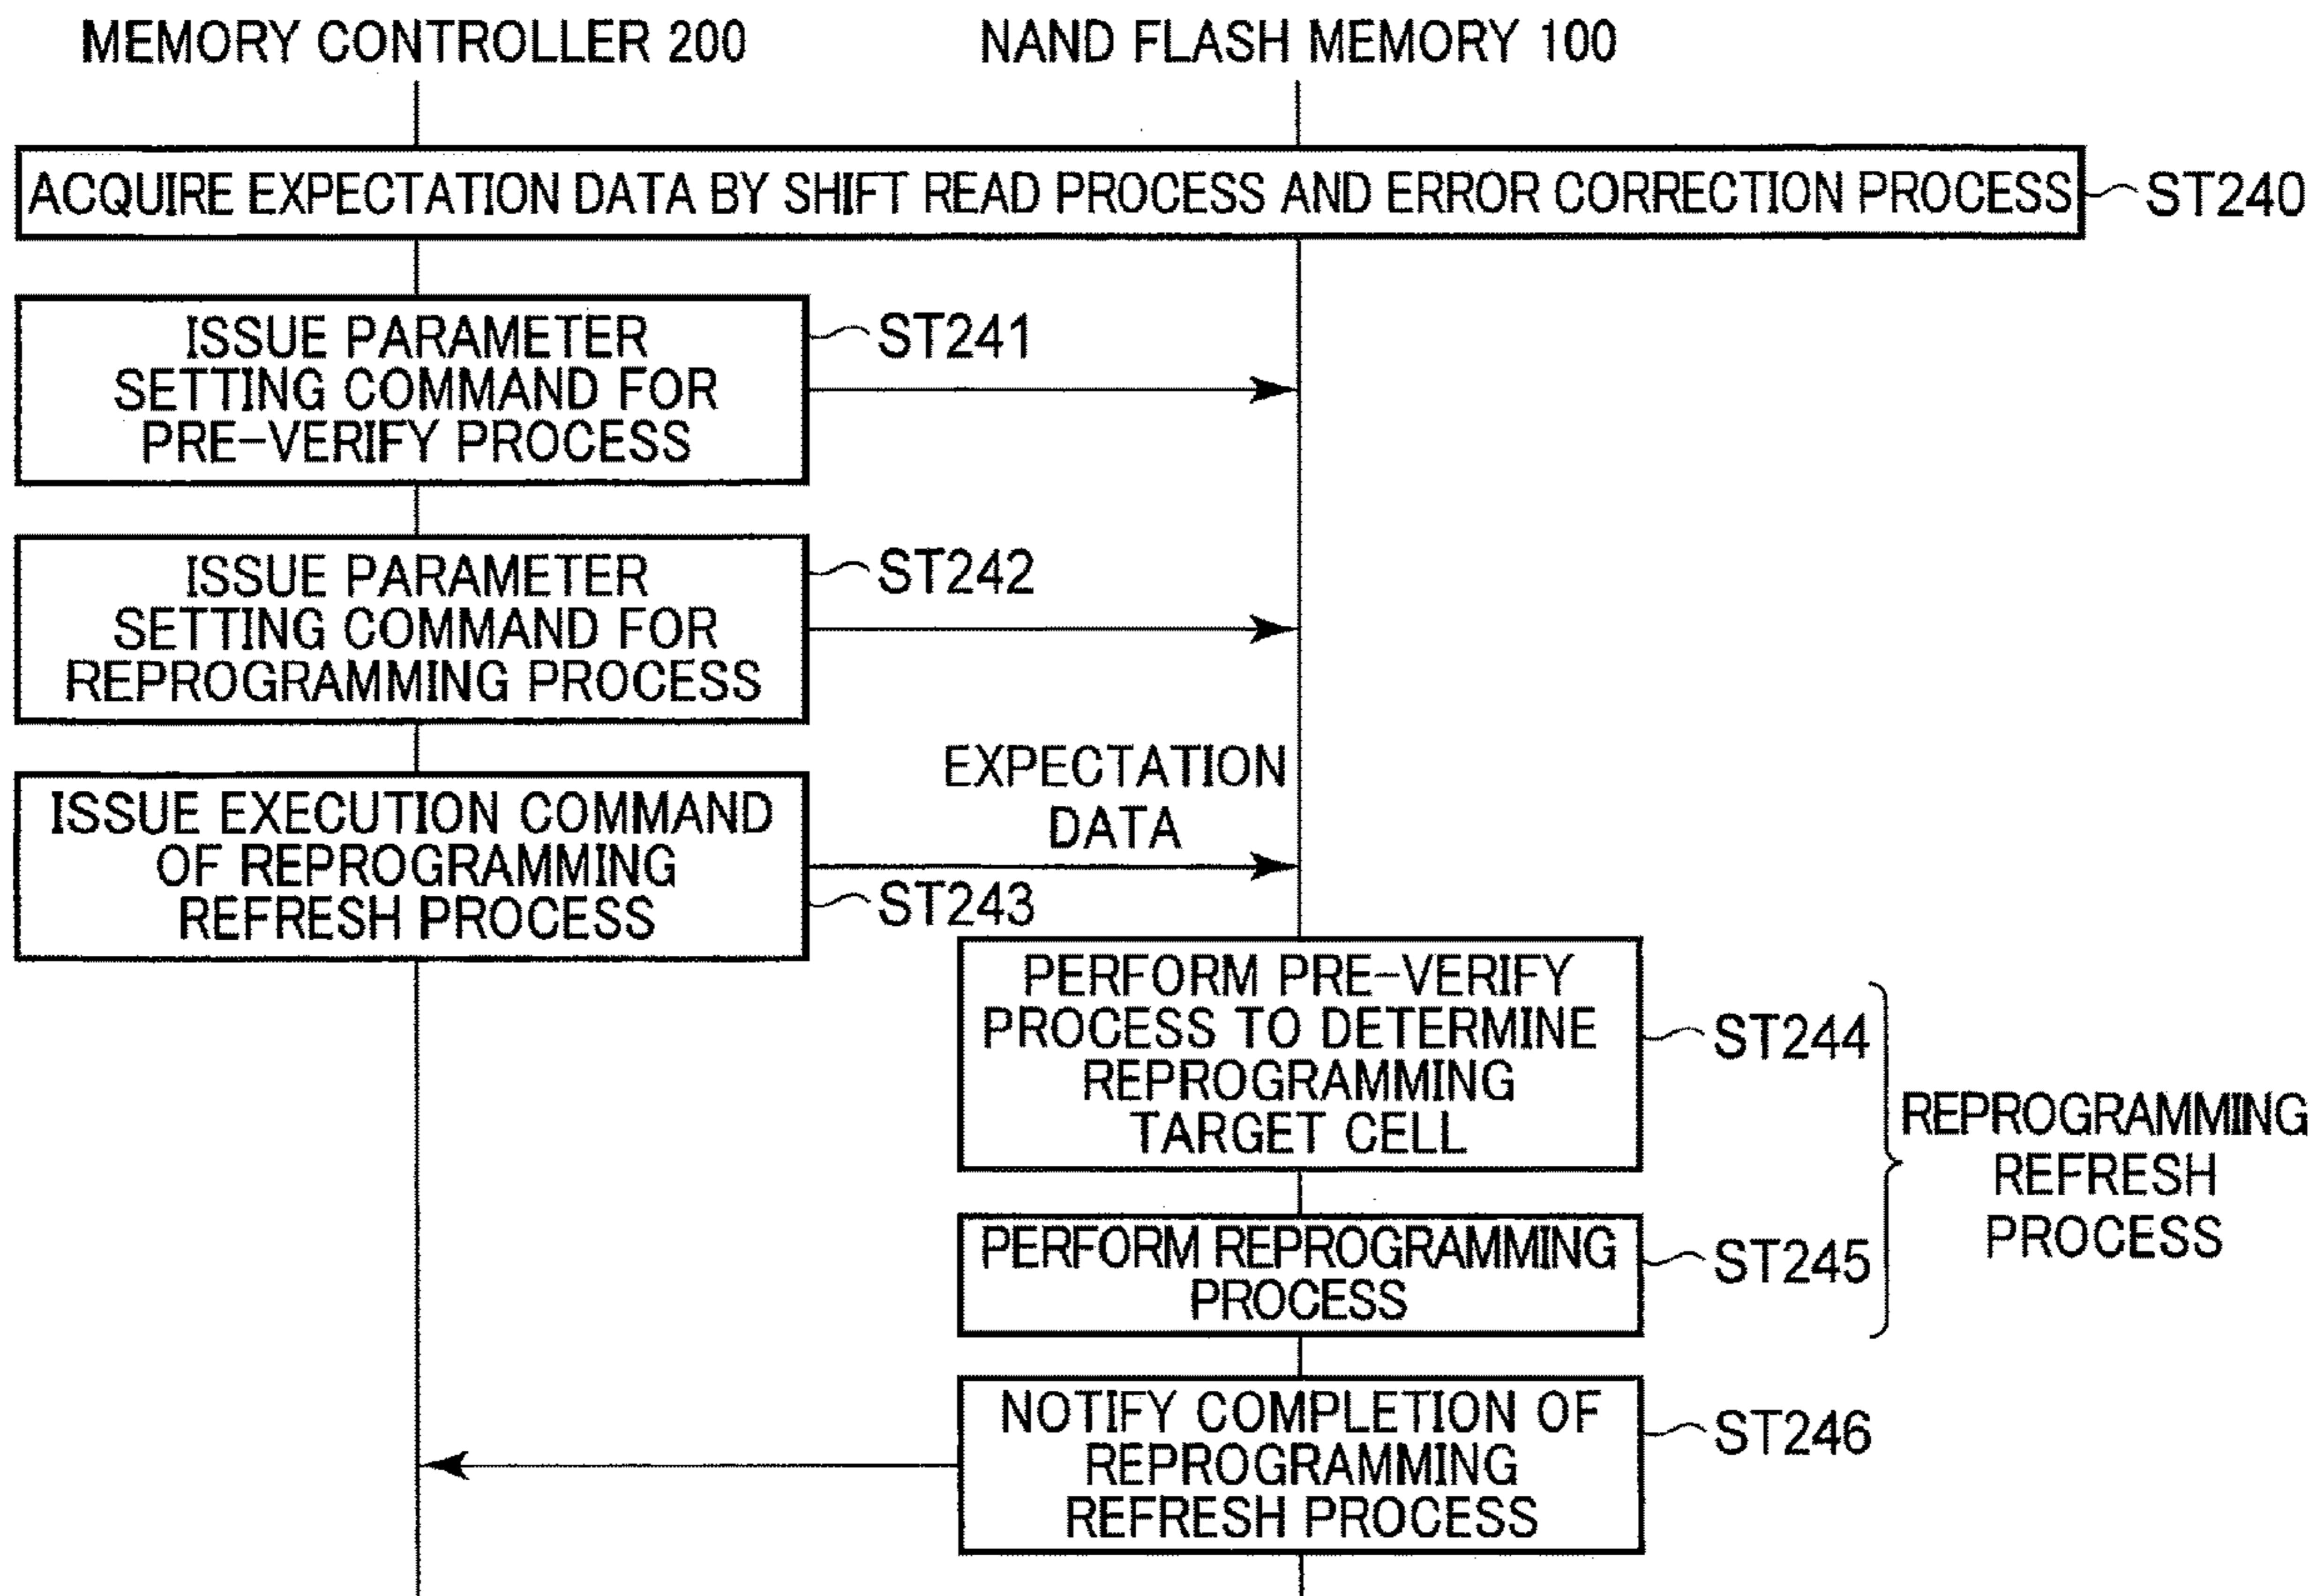 MEMORY CONTROLLER 200
NAND FLASH MEMORY 100
ACQUIRE EXPECTATION DATA BY SHIFT READ PROCESS AND ERROR CORRECTION PROCESS
ST240
ISSUE PARAMETER
SETTING COMMAND FOR
PRE-VERIFY PROCESS
ST241
ISSUE PARAMETER
SETTING COMMAND FOR
REPROGRAMMING PROCESS
ST242
ISSUE EXECUTION COMMAND
OF REPROGRAMMING
REFRESH PROCESS
EXPECTATION
DATA
ST243
PERFORM PRE-VERIFY
PROCESS TO DETERMINE
REPROGRAMMING
TARGET CELL
ST244
PERFORM REPROGRAMMING
PROCESS
ST245
REPROGRAMMING
REFRESH
PROCESS
NOTIFY COMPLETION OF
REPROGRAMMING
REFRESH PROCESS
ST246